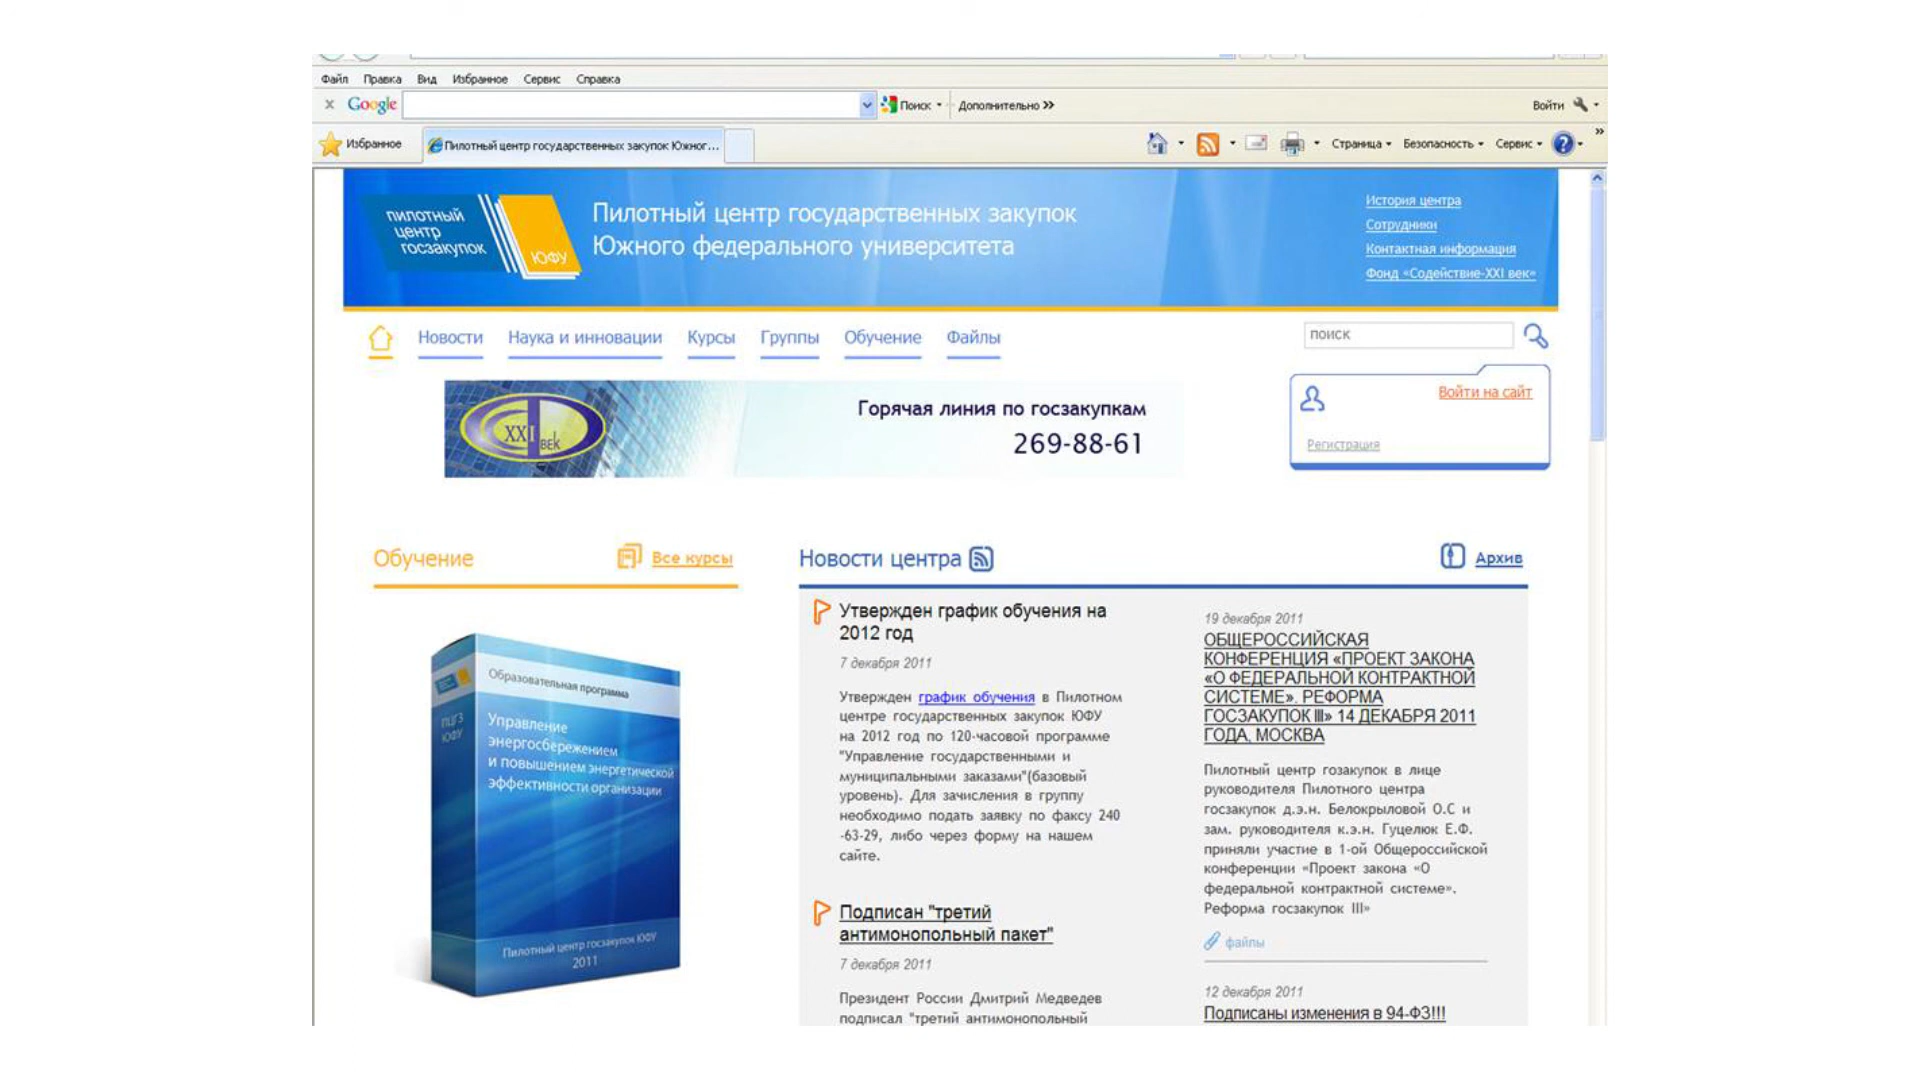 Файл Правка Вид Избранное Сервис Справка
x Google Поиск Дополнительно Войти
Избранное Пилотный центр государственных закупок Южног... Страница Безопасность Сервис
пилотный
центр
госзакупок
ЮФУ
Пилотный центр государственных закупок
Южного федерального университета
История центра
Сотрудники
Контактная информация
Фонд «Содействие-XXI век»
Новости Наука и инновации Курсы Группы Обучение Файлы
поиск
XXI ВЕК
Горячая линия по госзакупкам
269-88-61
Войти на сайт
Регистрация
Обучение Все курсы
Образовательная программа
ПЦГЗ
ЮФУ
Управление
энергосбережением
и повышением энергетической
эффективности организации
Пилотный центр госзакупок ЮФУ
2011
Новости центра Архив
Утвержден график обучения на
2012 год
7 декабря 2011
Утвержден график обучения в Пилотном
центре государственных закупок ЮФУ
на 2012 год по 120-часовой программе
"Управление государственными и
муниципальными заказами"(базовый
уровень). Для зачисления в группу
необходимо подать заявку по факсу 240
-63-29, либо через форму на нашем
сайте.
Подписан "третий
антимонопольный пакет"
7 декабря 2011
Президент России Дмитрий Медведев
подписал "третий антимонопольный
19 декабря 2011
ОБЩЕРОССИЙСКАЯ
КОНФЕРЕНЦИЯ «ПРОЕКТ ЗАКОНА
«О ФЕДЕРАЛЬНОЙ КОНТРАКТНОЙ
СИСТЕМЕ». РЕФОРМА
ГОСЗАКУПОК III» 14 ДЕКАБРЯ 2011
ГОДА, МОСКВА
Пилотный центр гозакупок в лице
руководителя Пилотного центра
госзакупок д.э.н. Белокрыловой О.С и
зам. руководителя к.э.н. Гуцелюк Е.Ф.
приняли участие в 1-ой Общероссийской
конференции «Проект закона «О
федеральной контрактной системе».
Реформа госзакупок III»
файлы
12 декабря 2011
Подписаны изменения в 94-ФЗ!!!